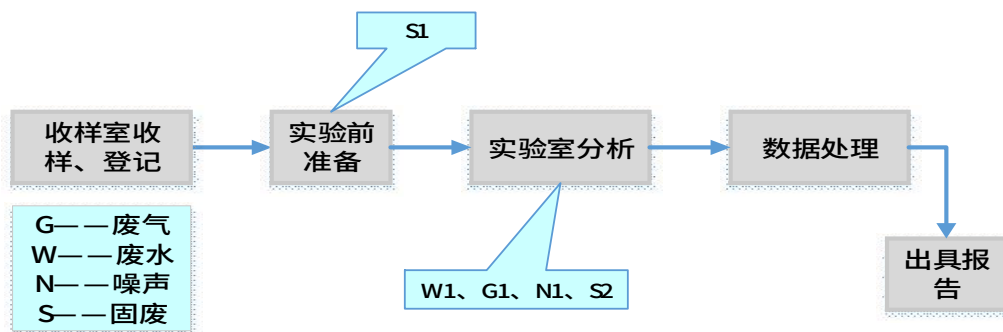 S1
收样室收
样、登记
实验前
准备
实验室分析
数据处理
G——废气
W——废水
N——噪声
S——固废
W1、G1、N1、S2
出具报
告